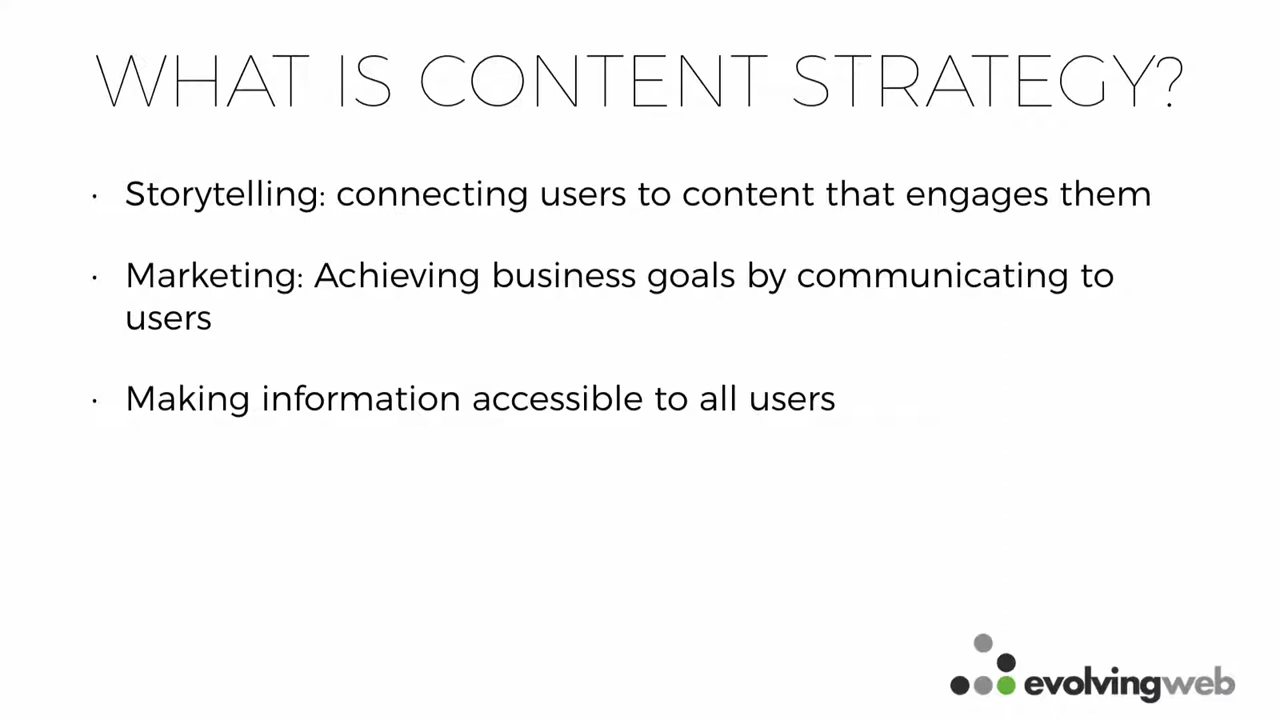 WHAT IS CONTENT STRATEGY?
· Storytelling: connecting users to content that engages them
· Marketing: Achieving business goals by communicating to
users
· Making information accessible to all users
evolvingweb